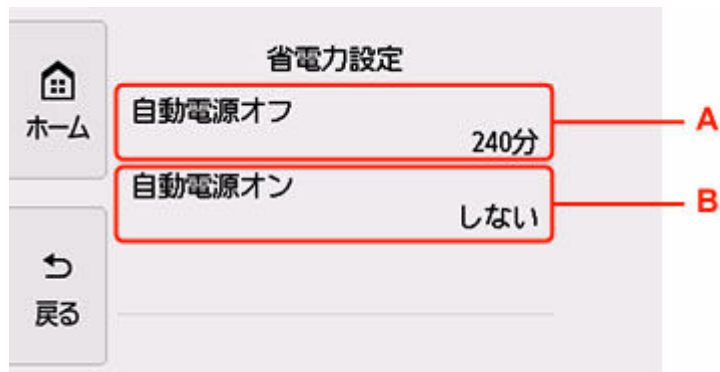 省電力設定
ホーム
自動電源オフ
240分
A
自動電源オン
しない
B
戻る